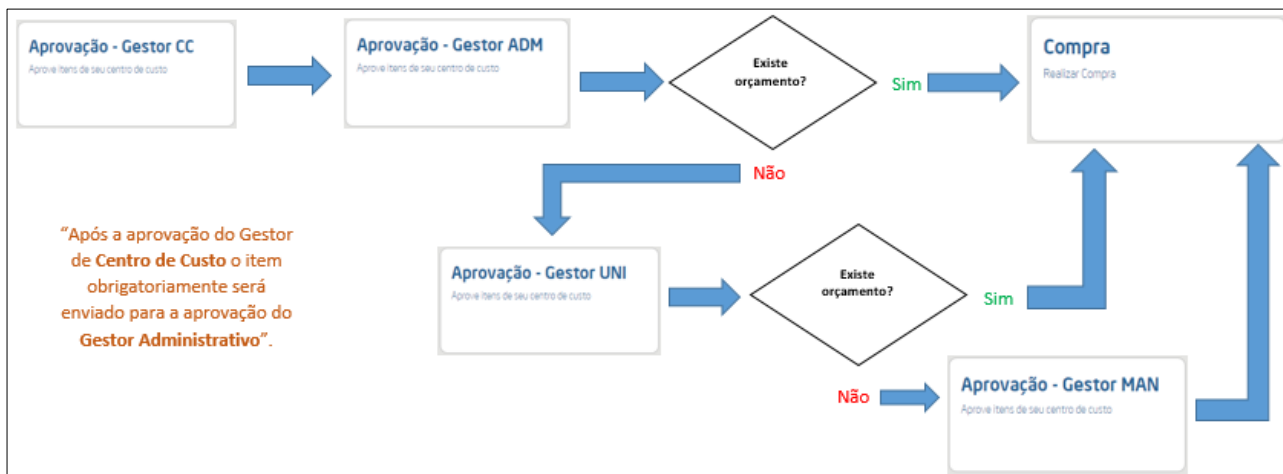 Aprovação - Gestor CC
Aprove itens de seu centro de custo
Aprovação - Gestor ADM
Aprove itens de seu centro de custo
Existe
orçamento?
Sim
Compra
Realizar Compra
Não
“Após a aprovação do Gestor
de Centro de Custo o item
obrigatoriamente será
enviado para a aprovação do
Gestor Administrativo”.
Aprovação - Gestor UNI
Aprove itens de seu centro de custo
Existe
orçamento?
Sim
Não
Aprovação - Gestor MAN
Aprove itens de seu centro de custo